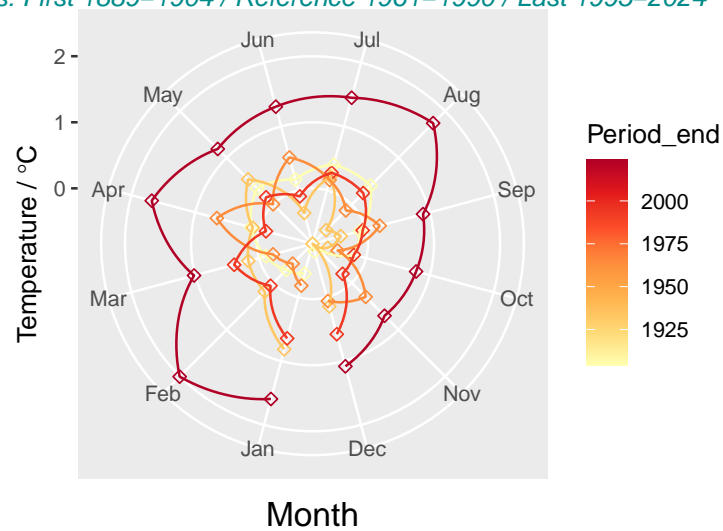 First 1889–1904 / Reference 1961–1990 / Last 1995–2024
Jun
Jul
2
May
Aug
Period_end
1
0
Apr
Sep
2000
1975
Temperature / °C
Mar
Oct
1950
1925
Feb
Nov
Jan
Dec
Month